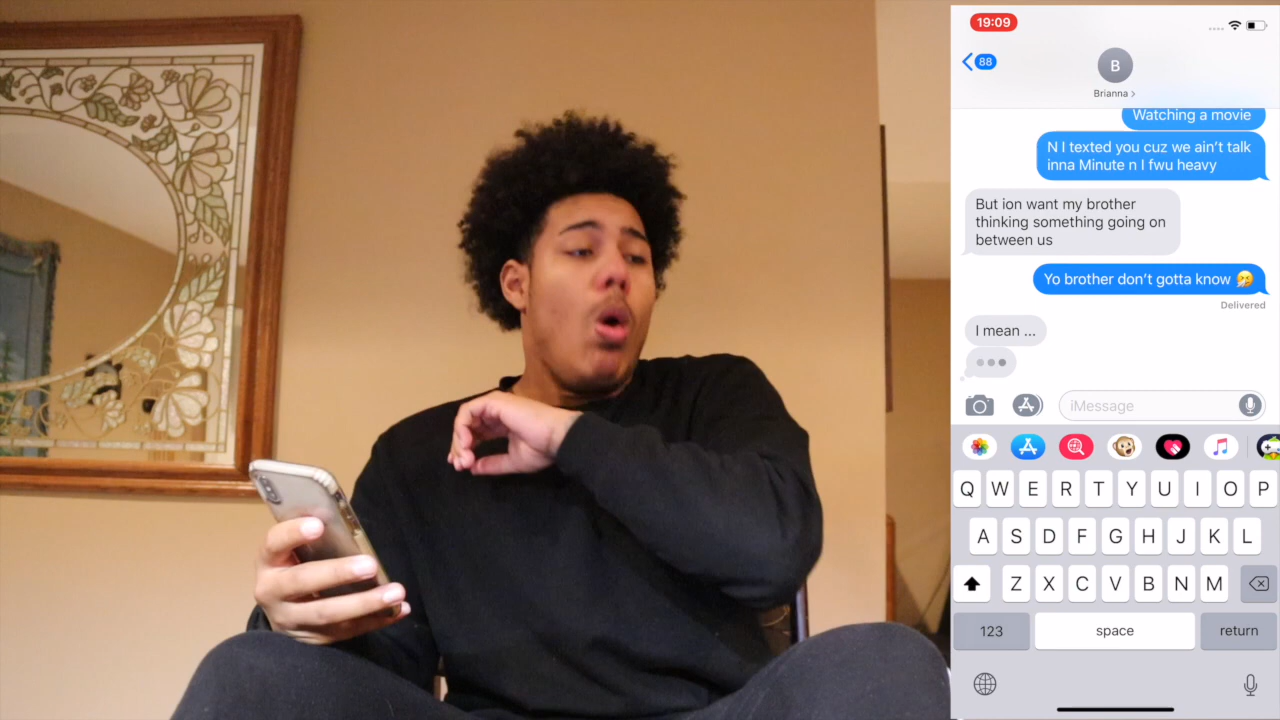 19:09
88
B
Brianna >
Watching a movie
N I texted you cuz we ain't talk
inna Minute n I fwu heavy
But ion want my brother
thinking something going on
between us
Yo brother don't gotta know 🤧
Delivered
I mean ...
iMessage
Q W E R T Y U I O P
A S D F G H J K L
Z X C V B N M
123 space return